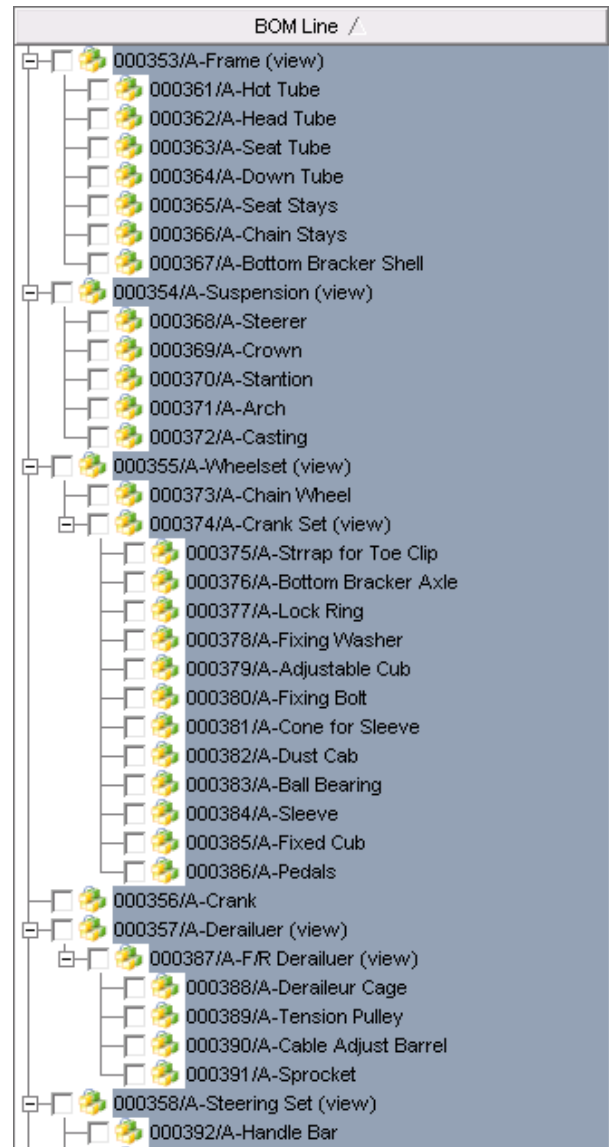 BOM Line
000353/A-Frame (view)
000361/A-Hot Tube
000362/A-Head Tube
000363/A-Seat Tube
000364/A-Down Tube
000365/A-Seat Stays
000366/A-Chain Stays
000367/A-Bottom Bracker Shell
000354/A-Suspension (view)
000368/A-Steerer
000369/A-Crown
000370/A-Stantion
000371/A-Arch
000372/A-Casting
000355/A-Wheelset (view)
000373/A-Chain Wheel
000374/A-Crank Set (view)
000375/A-Strrap for Toe Clip
000376/A-Bottom Bracker Axle
000377/A-Lock Ring
000378/A-Fixing Washer
000379/A-Adjustable Cub
000380/A-Fixing Bolt
000381/A-Cone for Sleeve
000382/A-Dust Cab
000383/A-Ball Bearing
000384/A-Sleeve
000385/A-Fixed Cub
000386/A-Pedals
000356/A-Crank
000357/A-Derailuer (view)
000387/A-F/R Derailuer (view)
000388/A-Deraileur Cage
000389/A-Tension Pulley
000390/A-Cable Adjust Barrel
000391/A-Sprocket
000358/A-Steering Set (view)
000392/A-Handle Bar